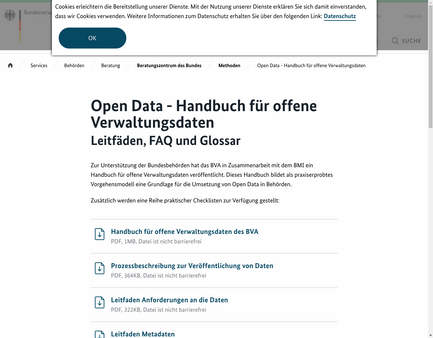 Cookies erleichtern die Bereitstellung unserer Dienste. Mit der Nutzung unserer Dienste erklären Sie sich damit einverstanden,
dass wir Cookies verwenden. Weitere Informationen zum Datenschutz erhalten Sie über den folgenden Link: Datenschutz
OK
SUCHE
Services
Behörden
Beratung
Beratungszentrum des Bundes
Methoden
Open Data - Handbuch für offene Verwaltungsdaten
Open Data - Handbuch für offene
Verwaltungsdaten
Leitfäden, FAQ und Glossar
Zur Unterstützung der Bundesbehörden hat das BVA in Zusammenarbeit mit dem BMI ein
Handbuch für offene Verwaltungsdaten veröffentlicht. Dieses Handbuch bildet als praxiserprobtes
Vorgehensmodell eine Grundlage für die Umsetzung von Open Data in Behörden.
Zusätzlich werden eine Reihe praktischer Checklisten zur Verfügung gestellt:
Handbuch für offene Verwaltungsdaten des BVA
PDF, 1MB, Datei ist nicht barrierefrei
Prozessbeschreibung zur Veröffentlichung von Daten
PDF, 364KB, Datei ist nicht barrierefrei
Leitfaden Anforderungen an die Daten
PDF, 322KB, Datei ist nicht barrierefrei
Leitfaden Metadaten